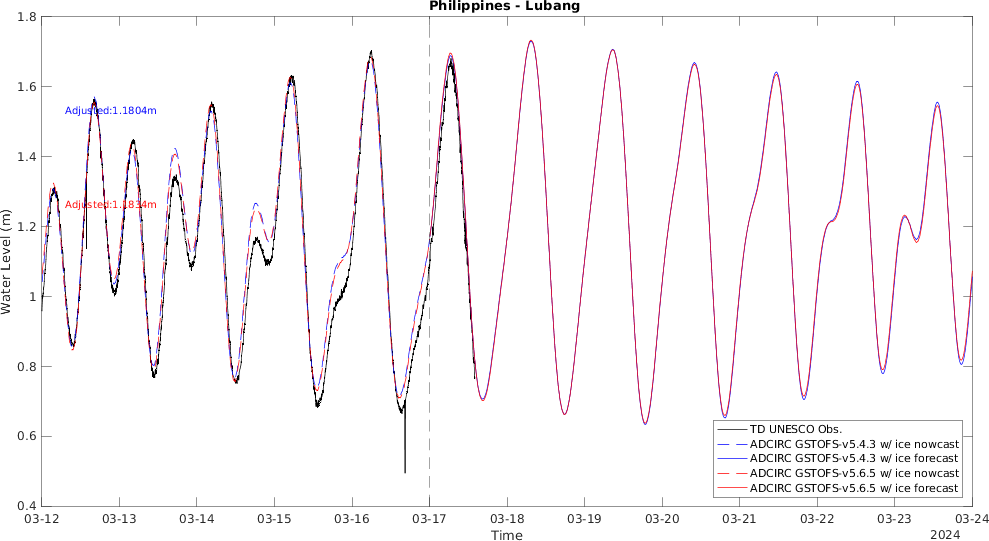 Philippines - Lubang
1.8
1.6
1.4
1.2
1
0.8
0.6
0.4
Water Level (m)
Adjusted:1.1804m
Adjusted:1.1834m
TD UNESCO Obs.
ADCIRC GSTOFS-v5.4.3 w/ ice nowcast
ADCIRC GSTOFS-v5.4.3 w/ ice forecast
ADCIRC GSTOFS-v5.6.5 w/ ice nowcast
ADCIRC GSTOFS-v5.6.5 w/ ice forecast
03-12 03-13 03-14 03-15 03-16 03-17 03-18 03-19 03-20 03-21 03-22 03-23 03-24
Time
2024